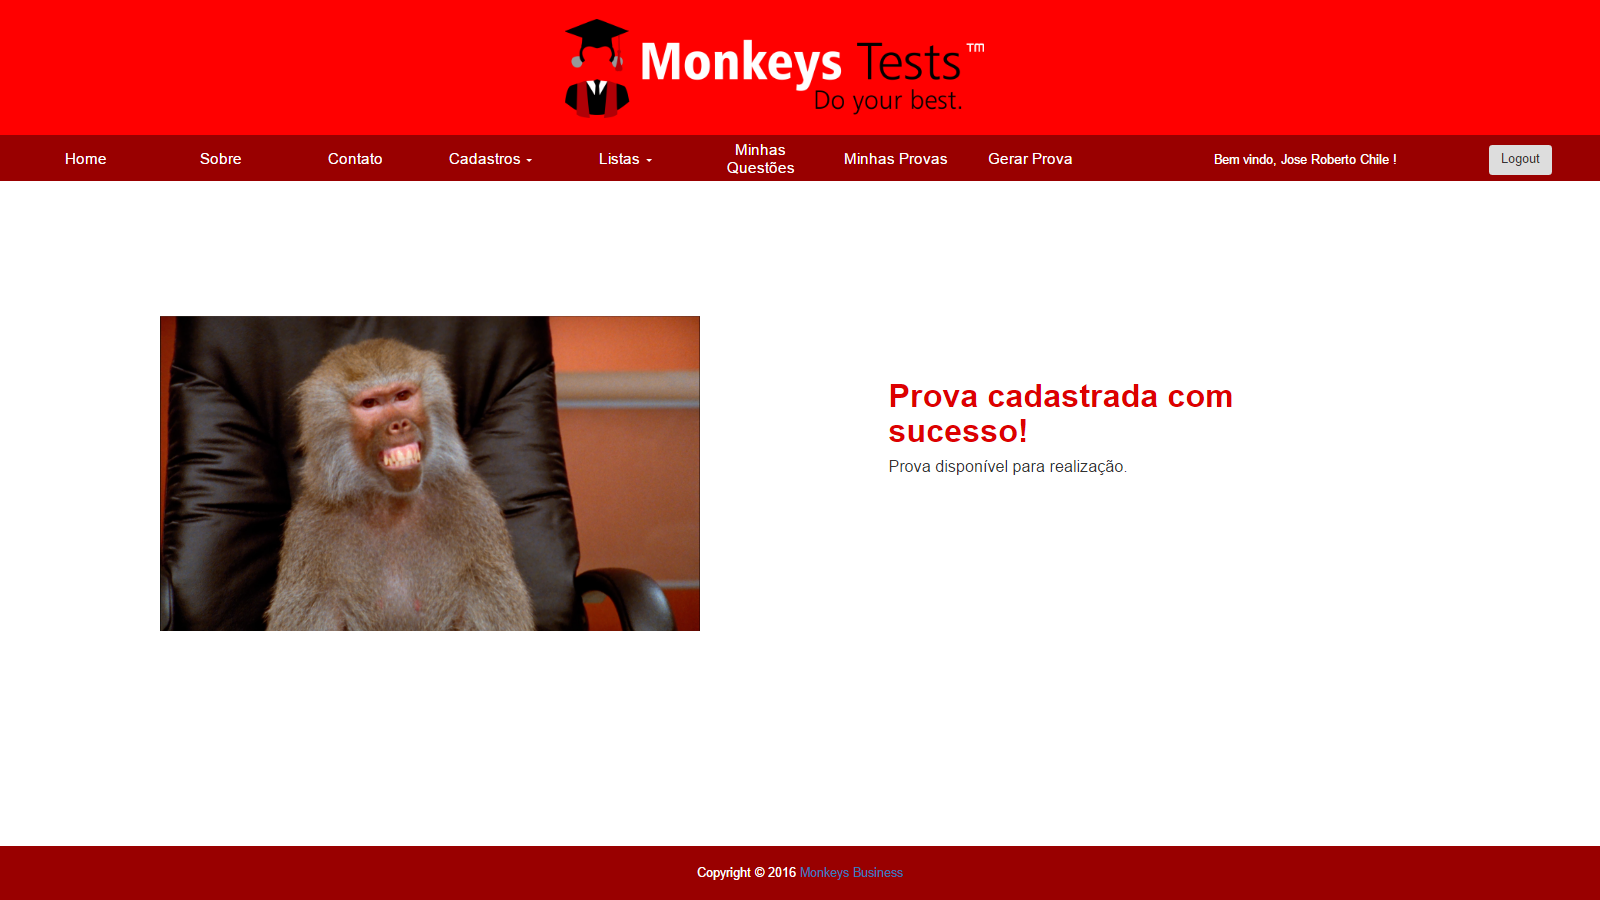 Monkeys Tests™
Do your best.
Home Sobre Contato Cadastros Listas Minhas Questões Minhas Provas Gerar Prova Bem vindo, Jose Roberto Chile ! Logout
Prova cadastrada com
sucesso!
Prova disponível para realização.
Copyright © 2016 Monkeys Business